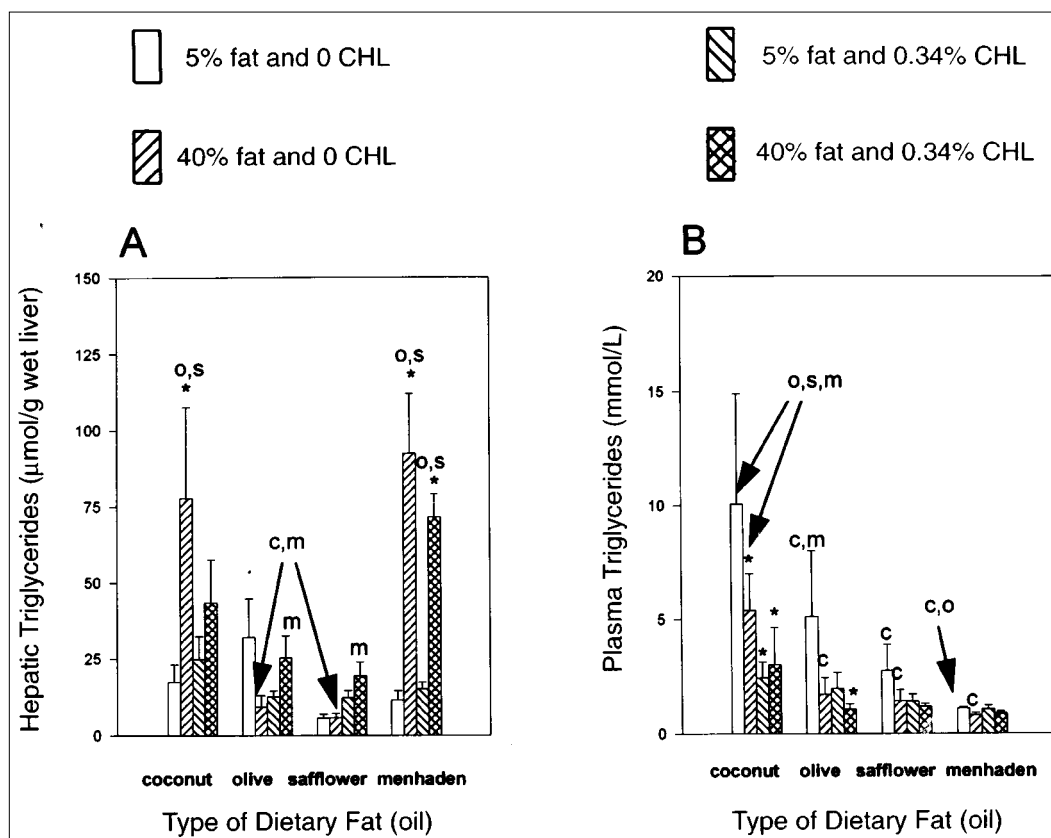 5% fat and 0 CHL
5% fat and 0.34% CHL
40% fat and 0 CHL
40% fat and 0.34% CHL
A
Hepatic Triglycerides (μmol/g wet liver)
150
125
100
75
50
25
0
o,s
*
c,m
m
m
o,s
*
o,s
*
coconut olive safflower menhaden
Type of Dietary Fat (oil)
B
Plasma Triglycerides (mmol/L)
20
15
10
5
0
o,s,m
*
*
*
c,m
c
*
c
c
c,o
c
coconut olive safflower menhaden
Type of Dietary Fat (oil)